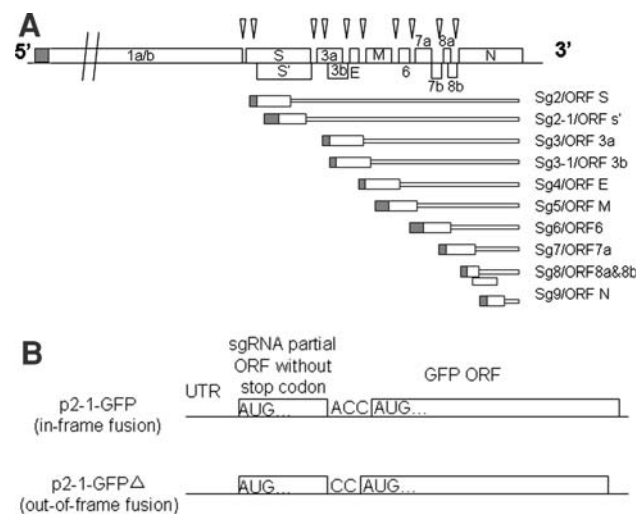 A
5'
1a/b
S
3a
M
7a
8a
N
3'
S'
3b
E
6
7b
8b
Sg2/ORF S
Sg2-1/ORF s'
Sg3/ORF 3a
Sg3-1/ORF 3b
Sg4/ORF E
Sg5/ORF M
Sg6/ORF6
Sg7/ORF7a
Sg8/ORF8a&8b
Sg9/ORF N
B
UTR
sgRNA partial
ORF without
stop codon
GFP ORF
p2-1-GFP
(in-frame fusion)
AUG...
ACC
AUG...
p2-1-GFP△
(out-of-frame fusion)
AUG...
CC
AUG...